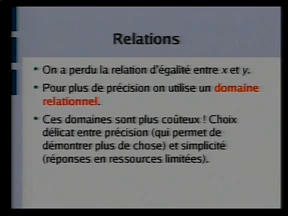 Relations
• On a perdu la relation d'égalité entre x et y.
• Pour plus de précision on utilise un domaine
relationnel.
• Ces domaines sont plus coûteux ! Choix
délicat entre précision (qui permet de
démontrer plus de chose) et simplicité
(réponses en ressources limitées).